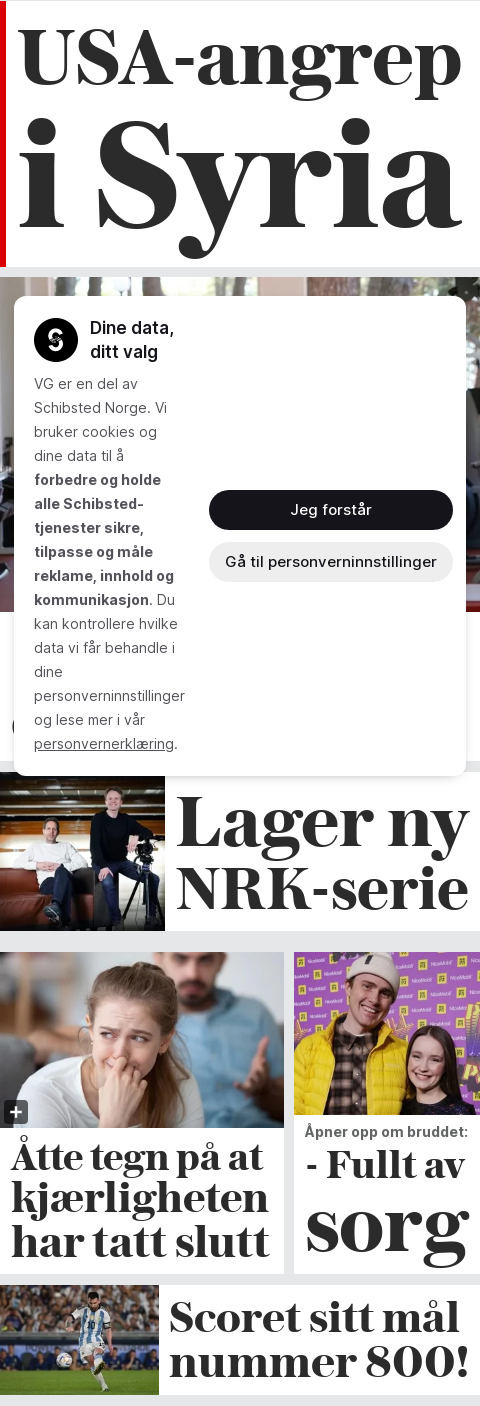 USA-angrep
i Syria
Dine data,
ditt valg
VG er en del av
Schibsted Norge. Vi
bruker cookies og
dine data til å
forbedre og holde
alle Schibsted-
tjenester sikre,
tilpasse og måle
reklame, innhold og
kommunikasjon. Du
kan kontrollere hvilke
data vi får behandle i
dine
personverninnstillinger
og lese mer i vår
personvernerklæring.
Jeg forstår
Gå til personverninnstillinger
Lager ny
NRK-serie
Åtte tegn på at
kjærligheten
har tatt slutt
Åpner opp om bruddet:
- Fullt av
sorg
Scoret sitt mål
nummer 800!